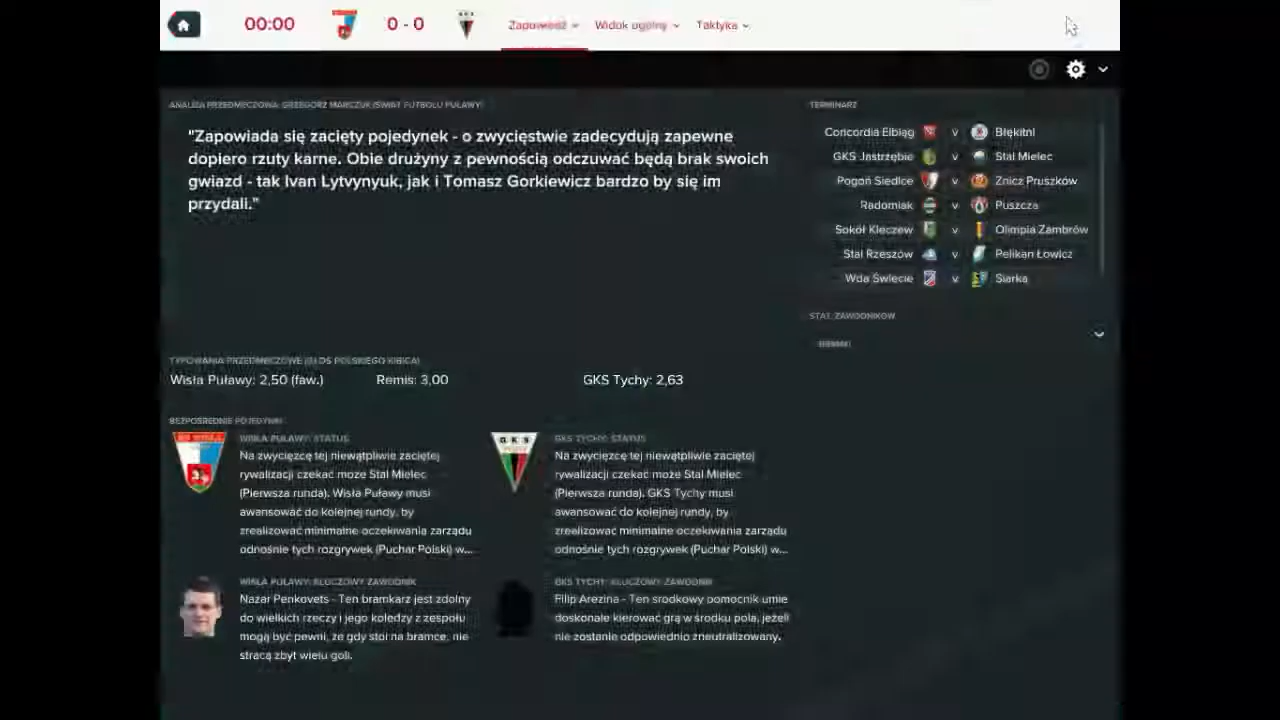 00:00
0 - 0
Zapowiedź
Widok ogólny
Taktyka
ANALIZA PRZEDMECZOWA: GRZEGORZ MARCZUK (ŚWIAT FUTBOLU PUŁAWY)
"Zapowiada się zacięty pojedynek - o zwycięstwie zadecydują zapewne
dopiero rzuty karne. Obie drużyny z pewnością odczuwać będą brak swoich
gwiazd - tak Ivan Lytvynyuk, jak i Tomasz Gorkiewicz bardzo by się im
przydali."
TERMINARZ
Concordia Elbląg v Błękitni
GKS Jastrzębie v Stal Mielec
Pogoń Siedlce v Znicz Pruszków
Radomiak v Puszcza
Sokół Kleczew v Olimpia Zambrów
Stal Rzeszów v Pelikan Łowicz
Wda Świecie v Siarka
STAT. ZAWODNIKÓW
TYPOWANIA PRZEDMECZOWE (GŁOS POLSKIEGO KIBICA)
Wisła Puławy: 2,50 (faw.) Remis: 3,00 GKS Tychy: 2,63
BEZPOŚREDNIE POJEDYNKI
WISŁA PUŁAWY: STATUS
Na zwycięzcę tej niewątpliwie zaciętej
rywalizacji czekać może Stal Mielec
(Pierwsza runda). Wisła Puławy musi
awansować do kolejnej rundy, by
zrealizować minimalne oczekiwania zarządu
odnośnie tych rozgrywek (Puchar Polski) w...
GKS TYCHY: STATUS
Na zwycięzcę tej niewątpliwie zaciętej
rywalizacji czekać może Stal Mielec
(Pierwsza runda). GKS Tychy musi
awansować do kolejnej rundy, by
zrealizować minimalne oczekiwania zarządu
odnośnie tych rozgrywek (Puchar Polski) w...
WISŁA PUŁAWY: KLUCZOWY ZAWODNIK
Nazar Penkovets - Ten bramkarz jest zdolny
do wielkich rzeczy i jego koledzy z zespołu
mogą być pewni, że gdy stoi na bramce, nie
stracą zbyt wielu goli.
GKS TYCHY: KLUCZOWY ZAWODNIK
Filip Arezina - Ten środkowy pomocnik umie
doskonale kierować grą w środku pola, jeżeli
nie zostanie odpowiednio zneutralizowany.